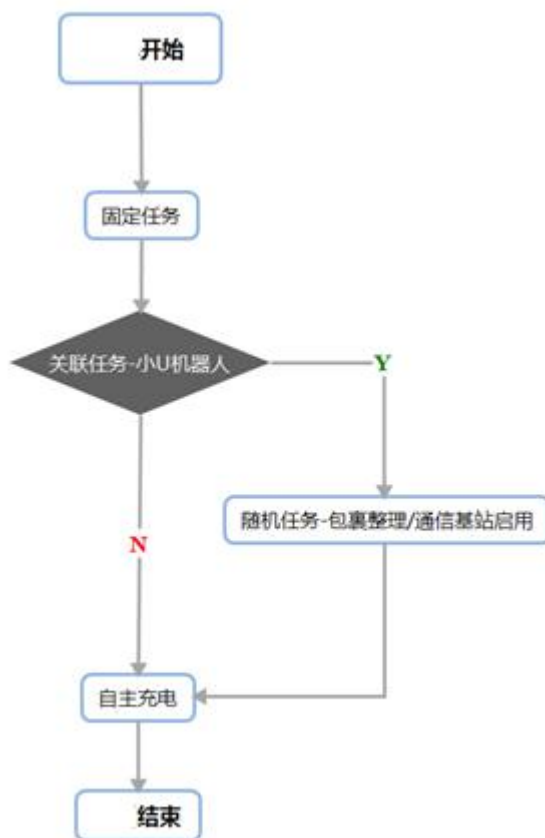 开始
固定任务
关联任务-小U机器人
Y
随机任务-包裹整理/通信基站启用
N
自主充电
结束